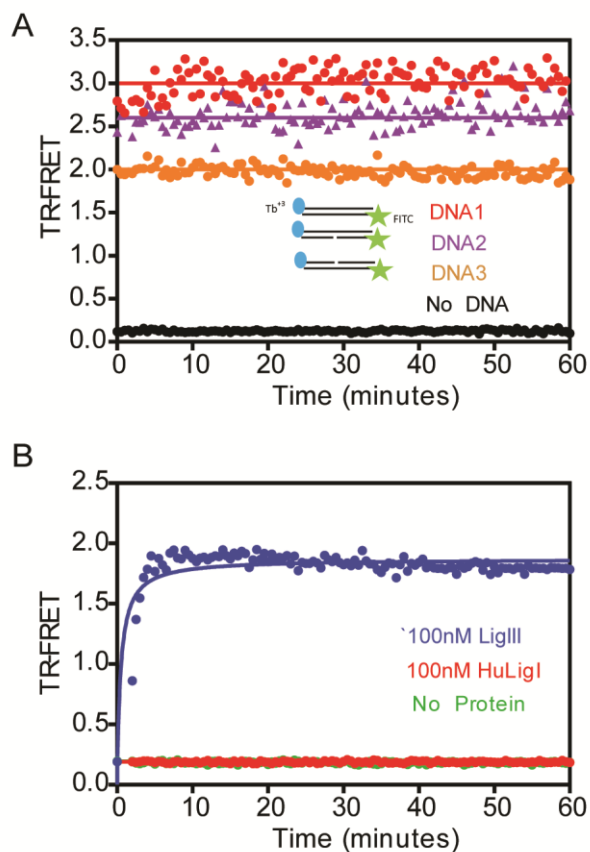 A
3.5
3.0
2.5
2.0
1.5
1.0
0.5
0.0
TR-FRET
Tb+3
FITC
DNA1
DNA2
DNA3
No DNA
0 10 20 30 40 50 60
Time (minutes)
B
2.5
2.0
1.5
1.0
0.5
0.0
TR-FRET
`100nM LigIII
100nM HuLigI
No Protein
0 10 20 30 40 50 60
Time (minutes)